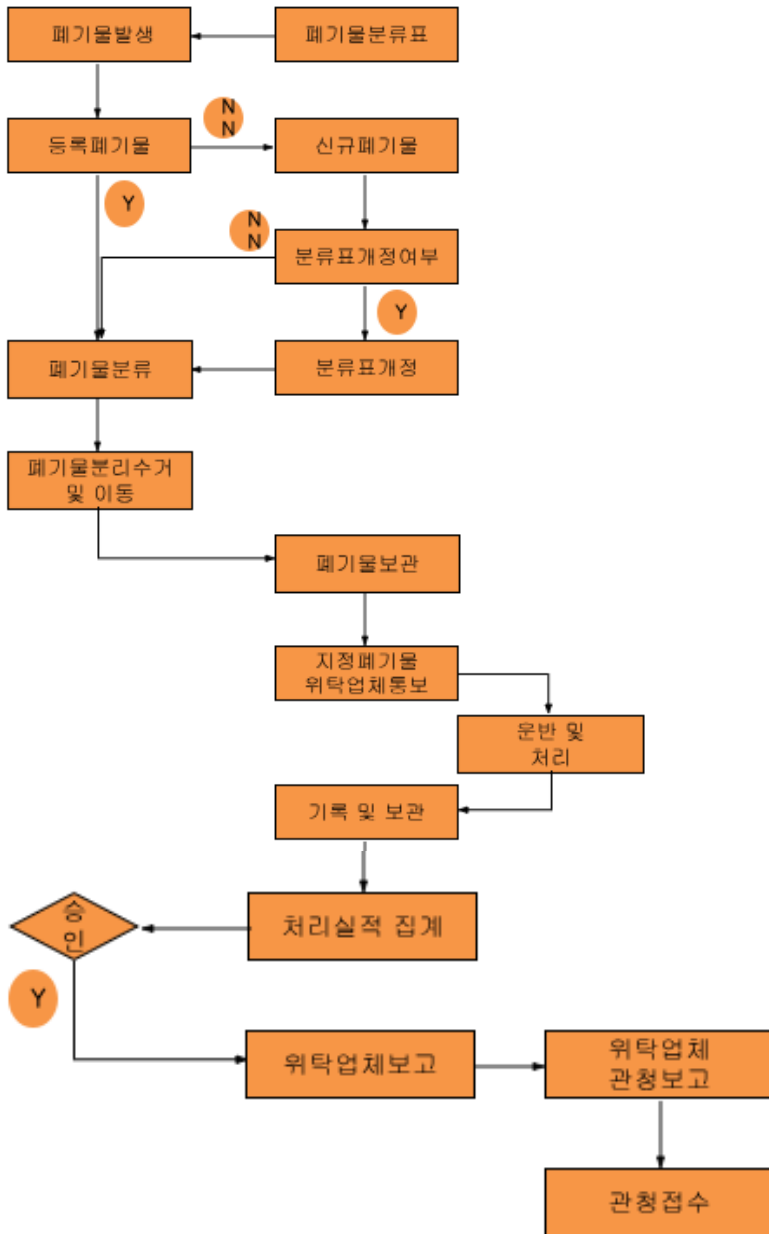 폐기물발생
폐기물분류표
N
N
등록폐기물
신규폐기물
Y
N
N
분류표개정여부
Y
폐기물분류
분류표개정
폐기물분리수거
및 이동
폐기물보관
지정폐기물
위탁업체통보
운반 및
처리
기록 및 보관
승
인
처리실적 집계
Y
위탁업체보고
위탁업체
관청보고
관청접수